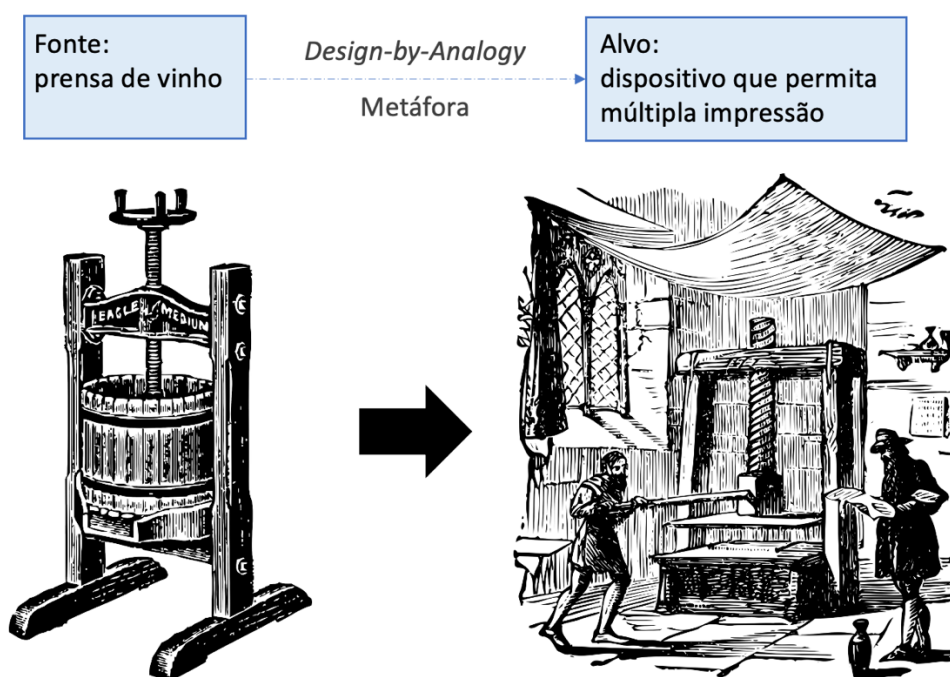 Fonte:
prensa de vinho
Design-by-Analogy
Metáfora
Alvo:
dispositivo que permita
múltipla impressão
EAGLE MEDIUM